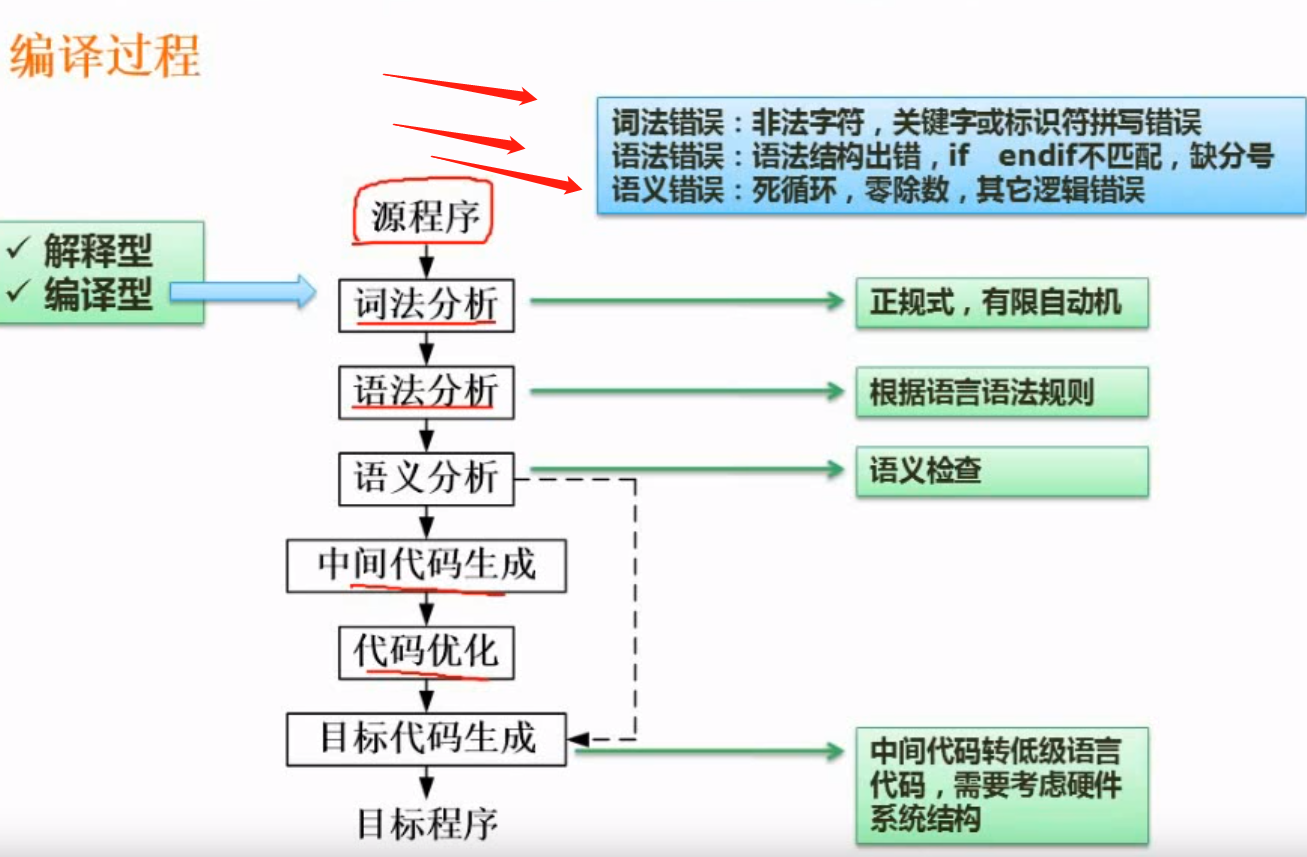 编译过程
词法错误：非法字符，关键字或标识符拼写错误
语法错误：语法结构出错，if endif不匹配，缺分号
语义错误：死循环，零除数，其它逻辑错误
源程序
✓ 解释型
✓ 编译型
词法分析
正规式，有限自动机
语法分析
根据语言语法规则
语义分析
语义检查
中间代码生成
代码优化
目标代码生成
中间代码转低级语言
代码，需要考虑硬件
系统结构
目标程序